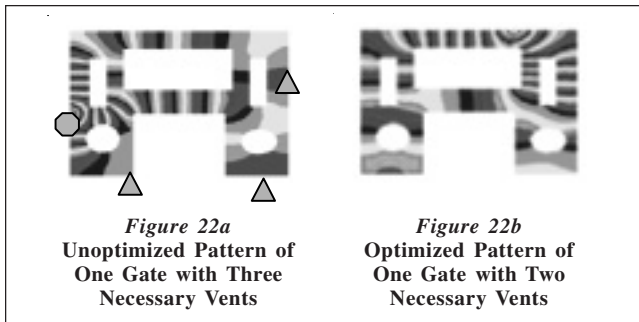 Figure 22a
Unoptimized Pattern of
One Gate with Three
Necessary Vents
Figure 22b
Optimized Pattern of
One Gate with Two
Necessary Vents